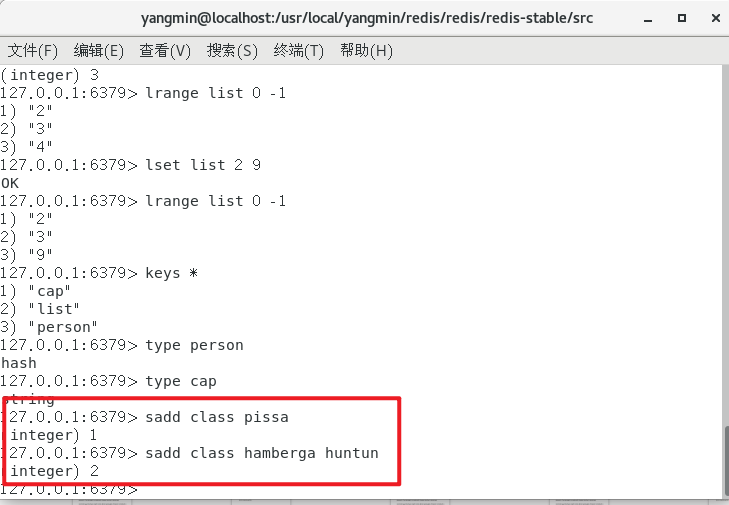 yangmin@localhost:/usr/local/yangmin/redis/redis/redis-stable/src
文件(F) 编辑(E) 查看(V) 搜索(S) 终端(T) 帮助(H)
(integer) 3
127.0.0.1:6379> lrange list 0 -1
1) "2"
2) "3"
3) "4"
127.0.0.1:6379> lset list 2 9
OK
127.0.0.1:6379> lrange list 0 -1
1) "2"
2) "3"
3) "9"
127.0.0.1:6379> keys *
1) "cap"
2) "list"
3) "person"
127.0.0.1:6379> type person
hash
127.0.0.1:6379> type cap
string
127.0.0.1:6379> sadd class pissa
(integer) 1
127.0.0.1:6379> sadd class hamberga huntun
(integer) 2
127.0.0.1:6379>